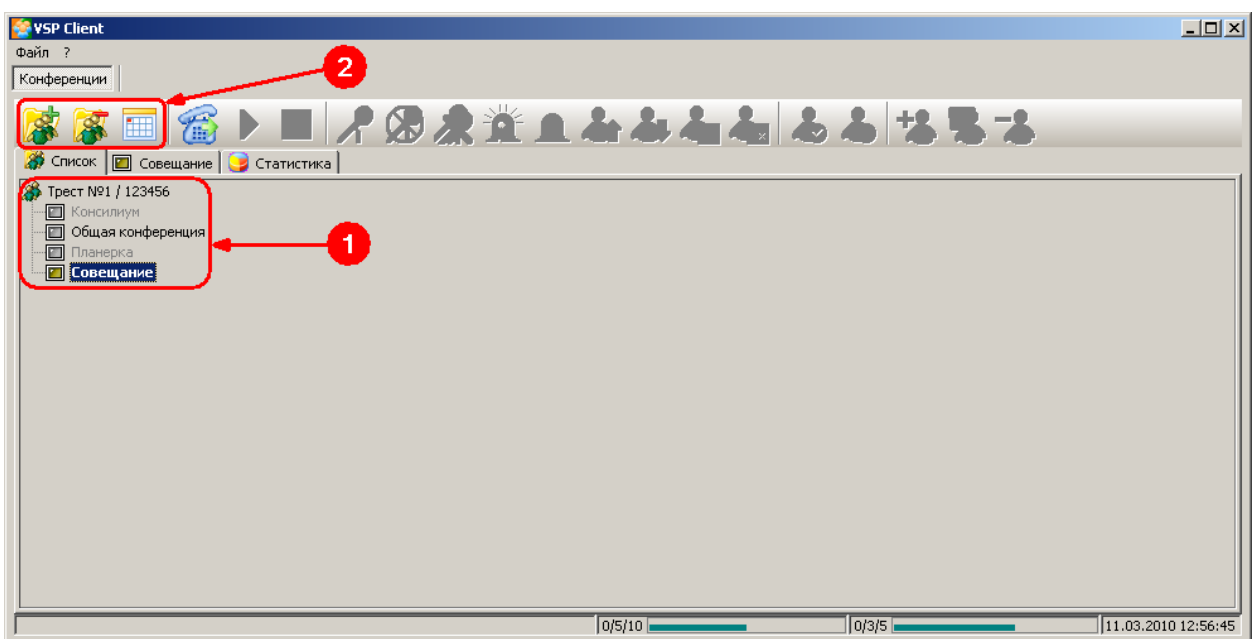 VSP Client
Файл ?
Конференции
2
Список Совещание Статистика
Трест №1 / 123456
Консилиум
Общая конференция
1
Планерка
Совещание
0/5/10 0/3/5 11.03.2010 12:56:45